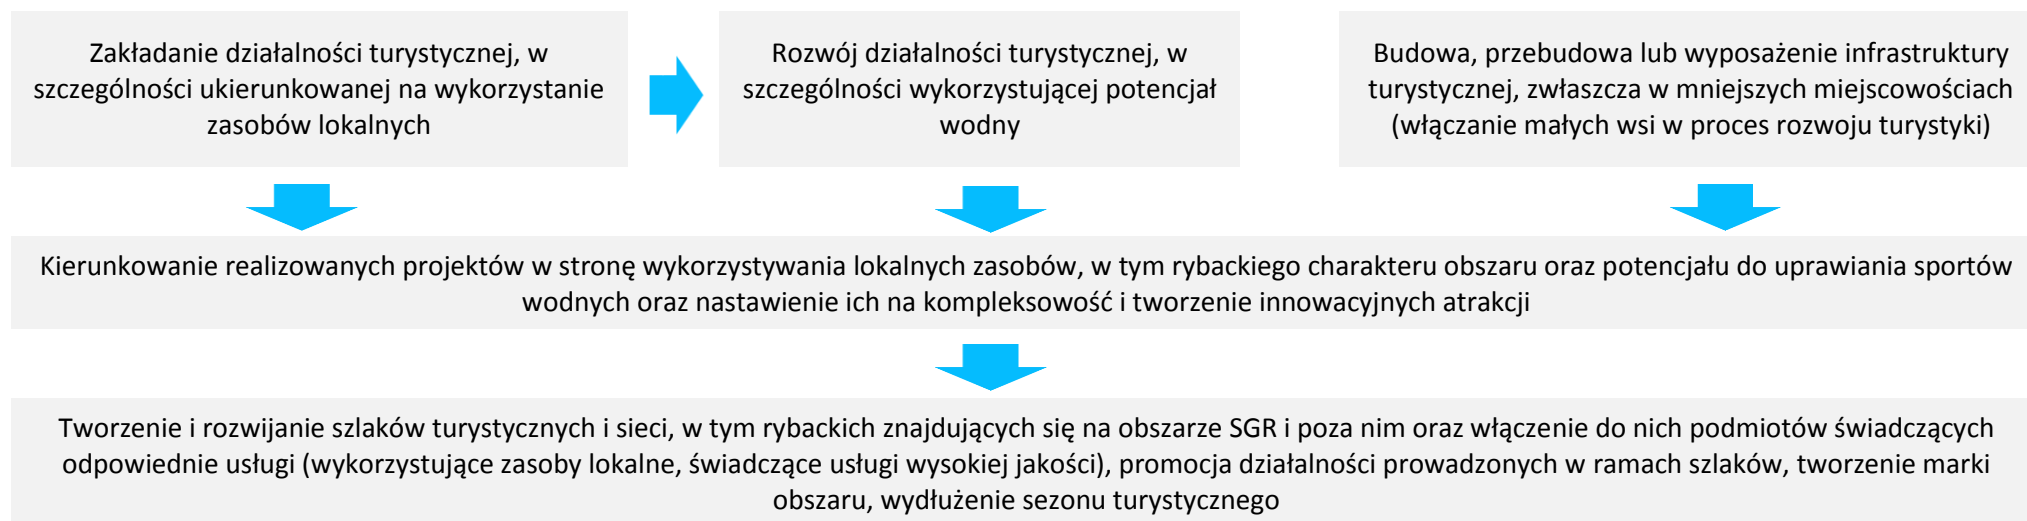 Zakładanie działalności turystycznej, w
szczególności ukierunkowanej na wykorzystanie
zasobów lokalnych
Rozwój działalności turystycznej, w
szczególności wykorzystującej potencjał
wodny
Budowa, przebudowa lub wyposażenie infrastruktury
turystycznej, zwłaszcza w mniejszych miejscowościach
(włączanie małych wsi w proces rozwoju turystyki)
Kierunkowanie realizowanych projektów w stronę wykorzystywania lokalnych zasobów, w tym rybackiego charakteru obszaru oraz potencjału do uprawiania sportów
wodnych oraz nastawienie ich na kompleksowość i tworzenie innowacyjnych atrakcji
Tworzenie i rozwijanie szlaków turystycznych i sieci, w tym rybackich znajdujących się na obszarze SGR i poza nim oraz włączenie do nich podmiotów świadczących
odpowiednie usługi (wykorzystujące zasoby lokalne, świadczące usługi wysokiej jakości), promocja działalności prowadzonych w ramach szlaków, tworzenie marki
obszaru, wydłużenie sezonu turystycznego